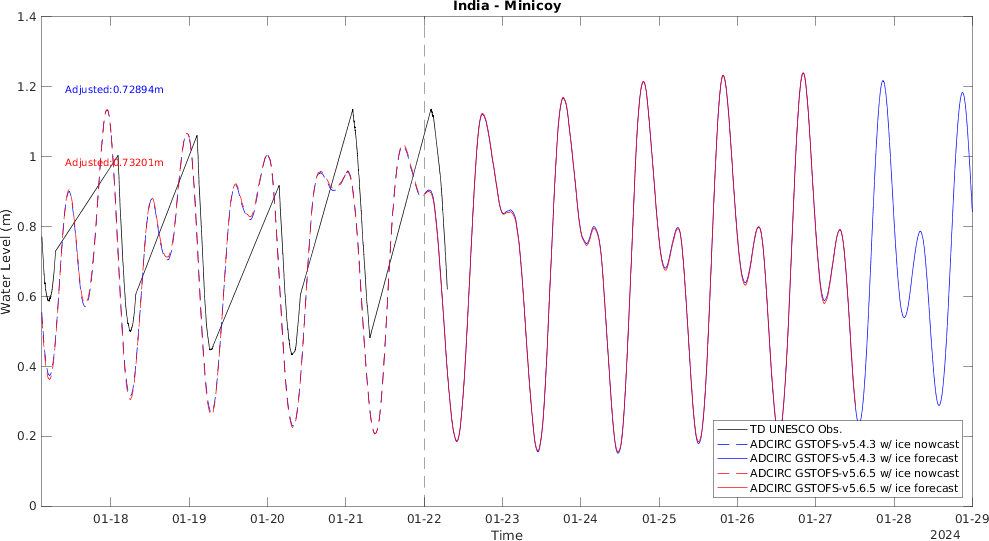 India - Minicoy
1.4
1.2
1
0.8
0.6
0.4
0.2
0
Water Level (m)
Adjusted:0.72894m
Adjusted:0.73201m
TD UNESCO Obs.
ADCIRC GSTOFS-v5.4.3 w/ ice nowcast
ADCIRC GSTOFS-v5.4.3 w/ ice forecast
ADCIRC GSTOFS-v5.6.5 w/ ice nowcast
ADCIRC GSTOFS-v5.6.5 w/ ice forecast
01-18 01-19 01-20 01-21 01-22 01-23 01-24 01-25 01-26 01-27 01-28 01-29
Time
2024